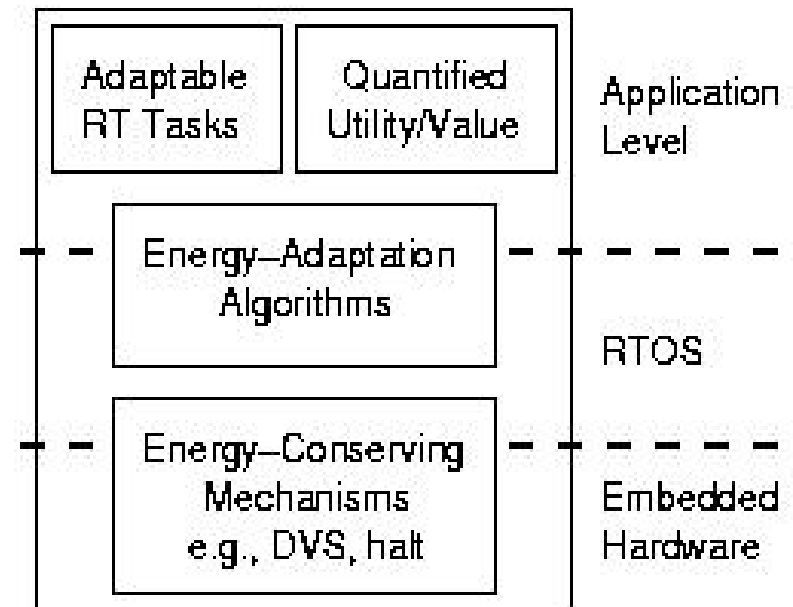 Adaptable
RT Tasks
Quantified
Utility/Value
Application
Level
Energy–Adaptation
Algorithms
RTOS
Energy–Conserving
Mechanisms
e.g., DVS, halt
Embedded
Hardware